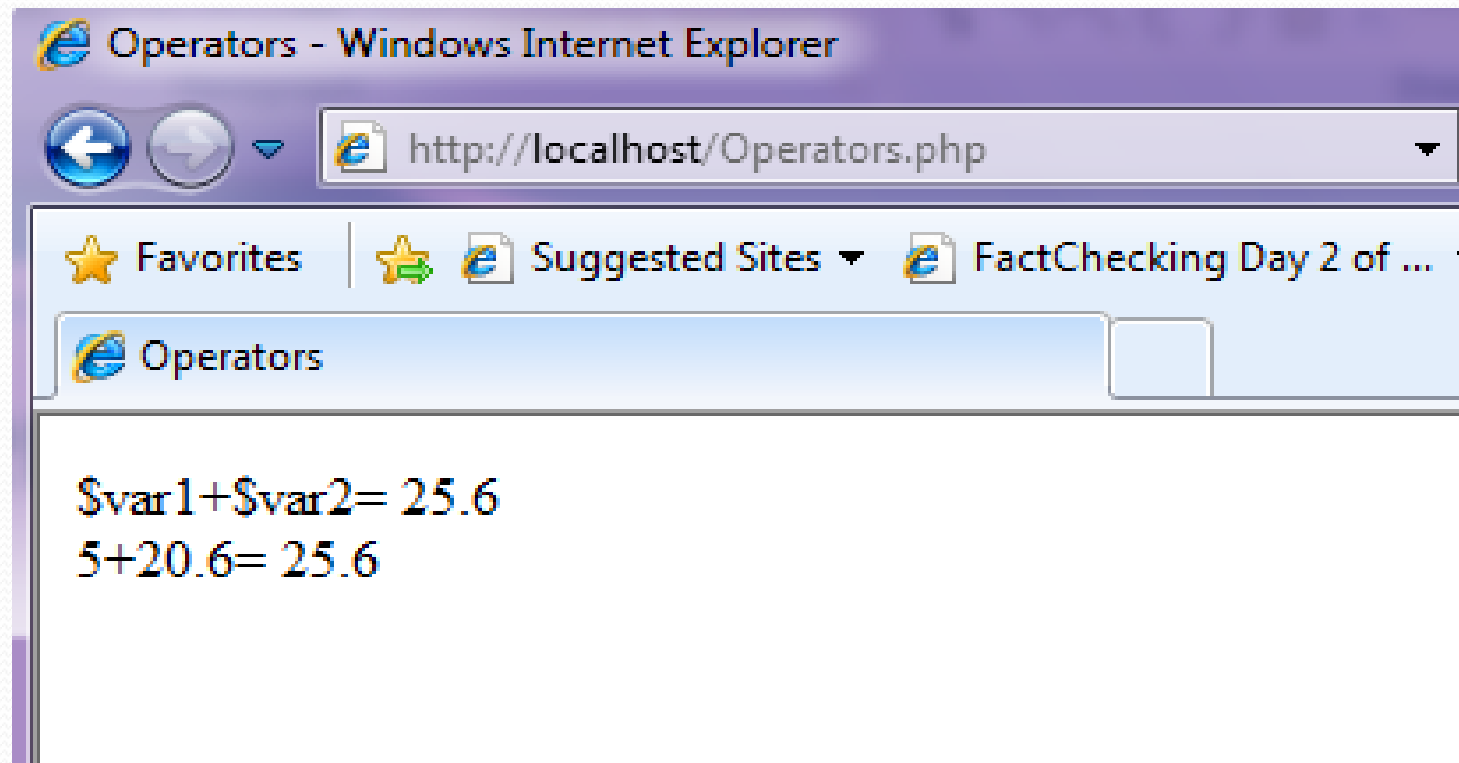 Operators - Windows Internet Explorer
http://localhost/Operators.php
Favorites Suggested Sites FactChecking Day 2 of ...
Operators
$var1+$var2= 25.6
5+20.6= 25.6